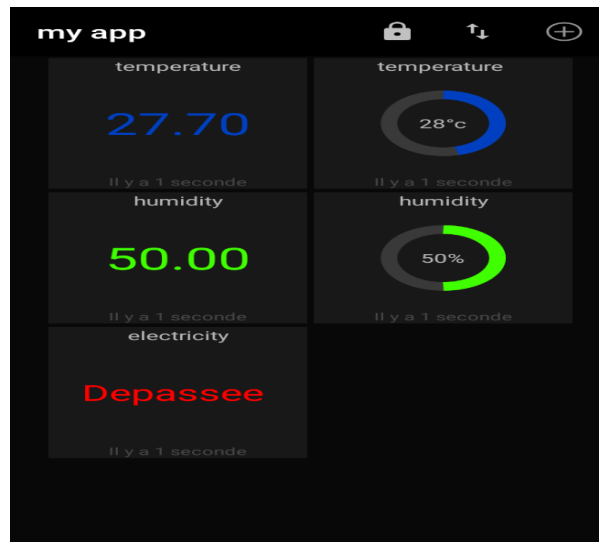 my app
temperature
27.70
Il y a 1 seconde
temperature
28°c
Il y a 1 seconde
humidity
50.00
Il y a 1 seconde
humidity
50%
Il y a 1 seconde
electricity
Depassee
Il y a 1 seconde